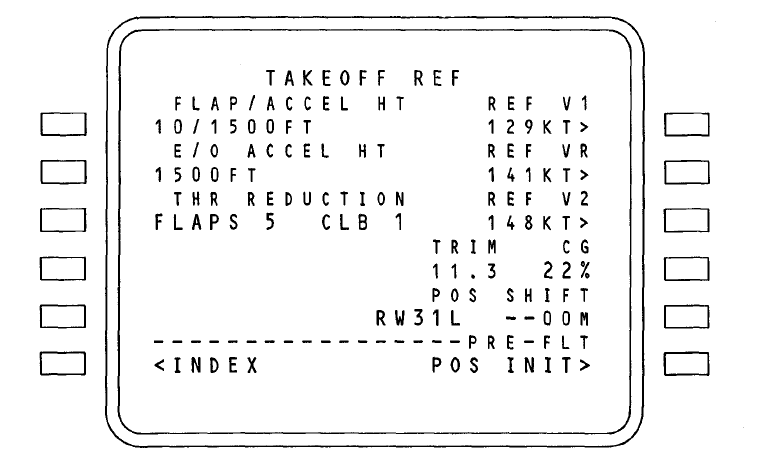 TAKEOFF REF
FLAP/ACCEL HT REF V1
10/1500FT 129KT>
E/O ACCEL HT REF VR
1500FT 141KT>
THR REDUCTION REF V2
FLAPS 5 CLB 1 148KT>
TRIM CG
11.3 22%
POS SHIFT
RW31L --00M
-----------------PRE-FLT
<INDEX POS INIT>